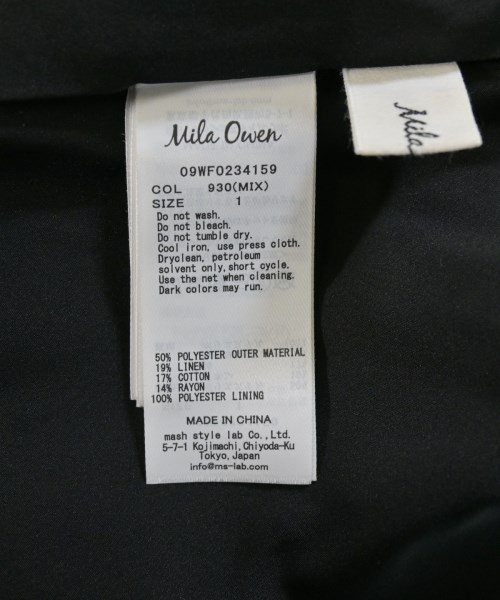 Mila Owen
09WF0234159
COL 930(MIX)
SIZE 1
Do not wash.
Do not bleach.
Do not tumble dry.
Cool iron, use press cloth.
Dryclean, petroleum
solvent only,short cycle.
Use the net when cleaning.
Dark colors may run.
50% POLYESTER OUTER MATERIAL
19% LINEN
17% COTTON
14% RAYON
100% POLYESTER LINING
MADE IN CHINA
mash style lab Co.,Ltd.
5-7-1 Kojimachi,Chiyoda-Ku
Tokyo,Japan
info@ms-lab.com
Mila